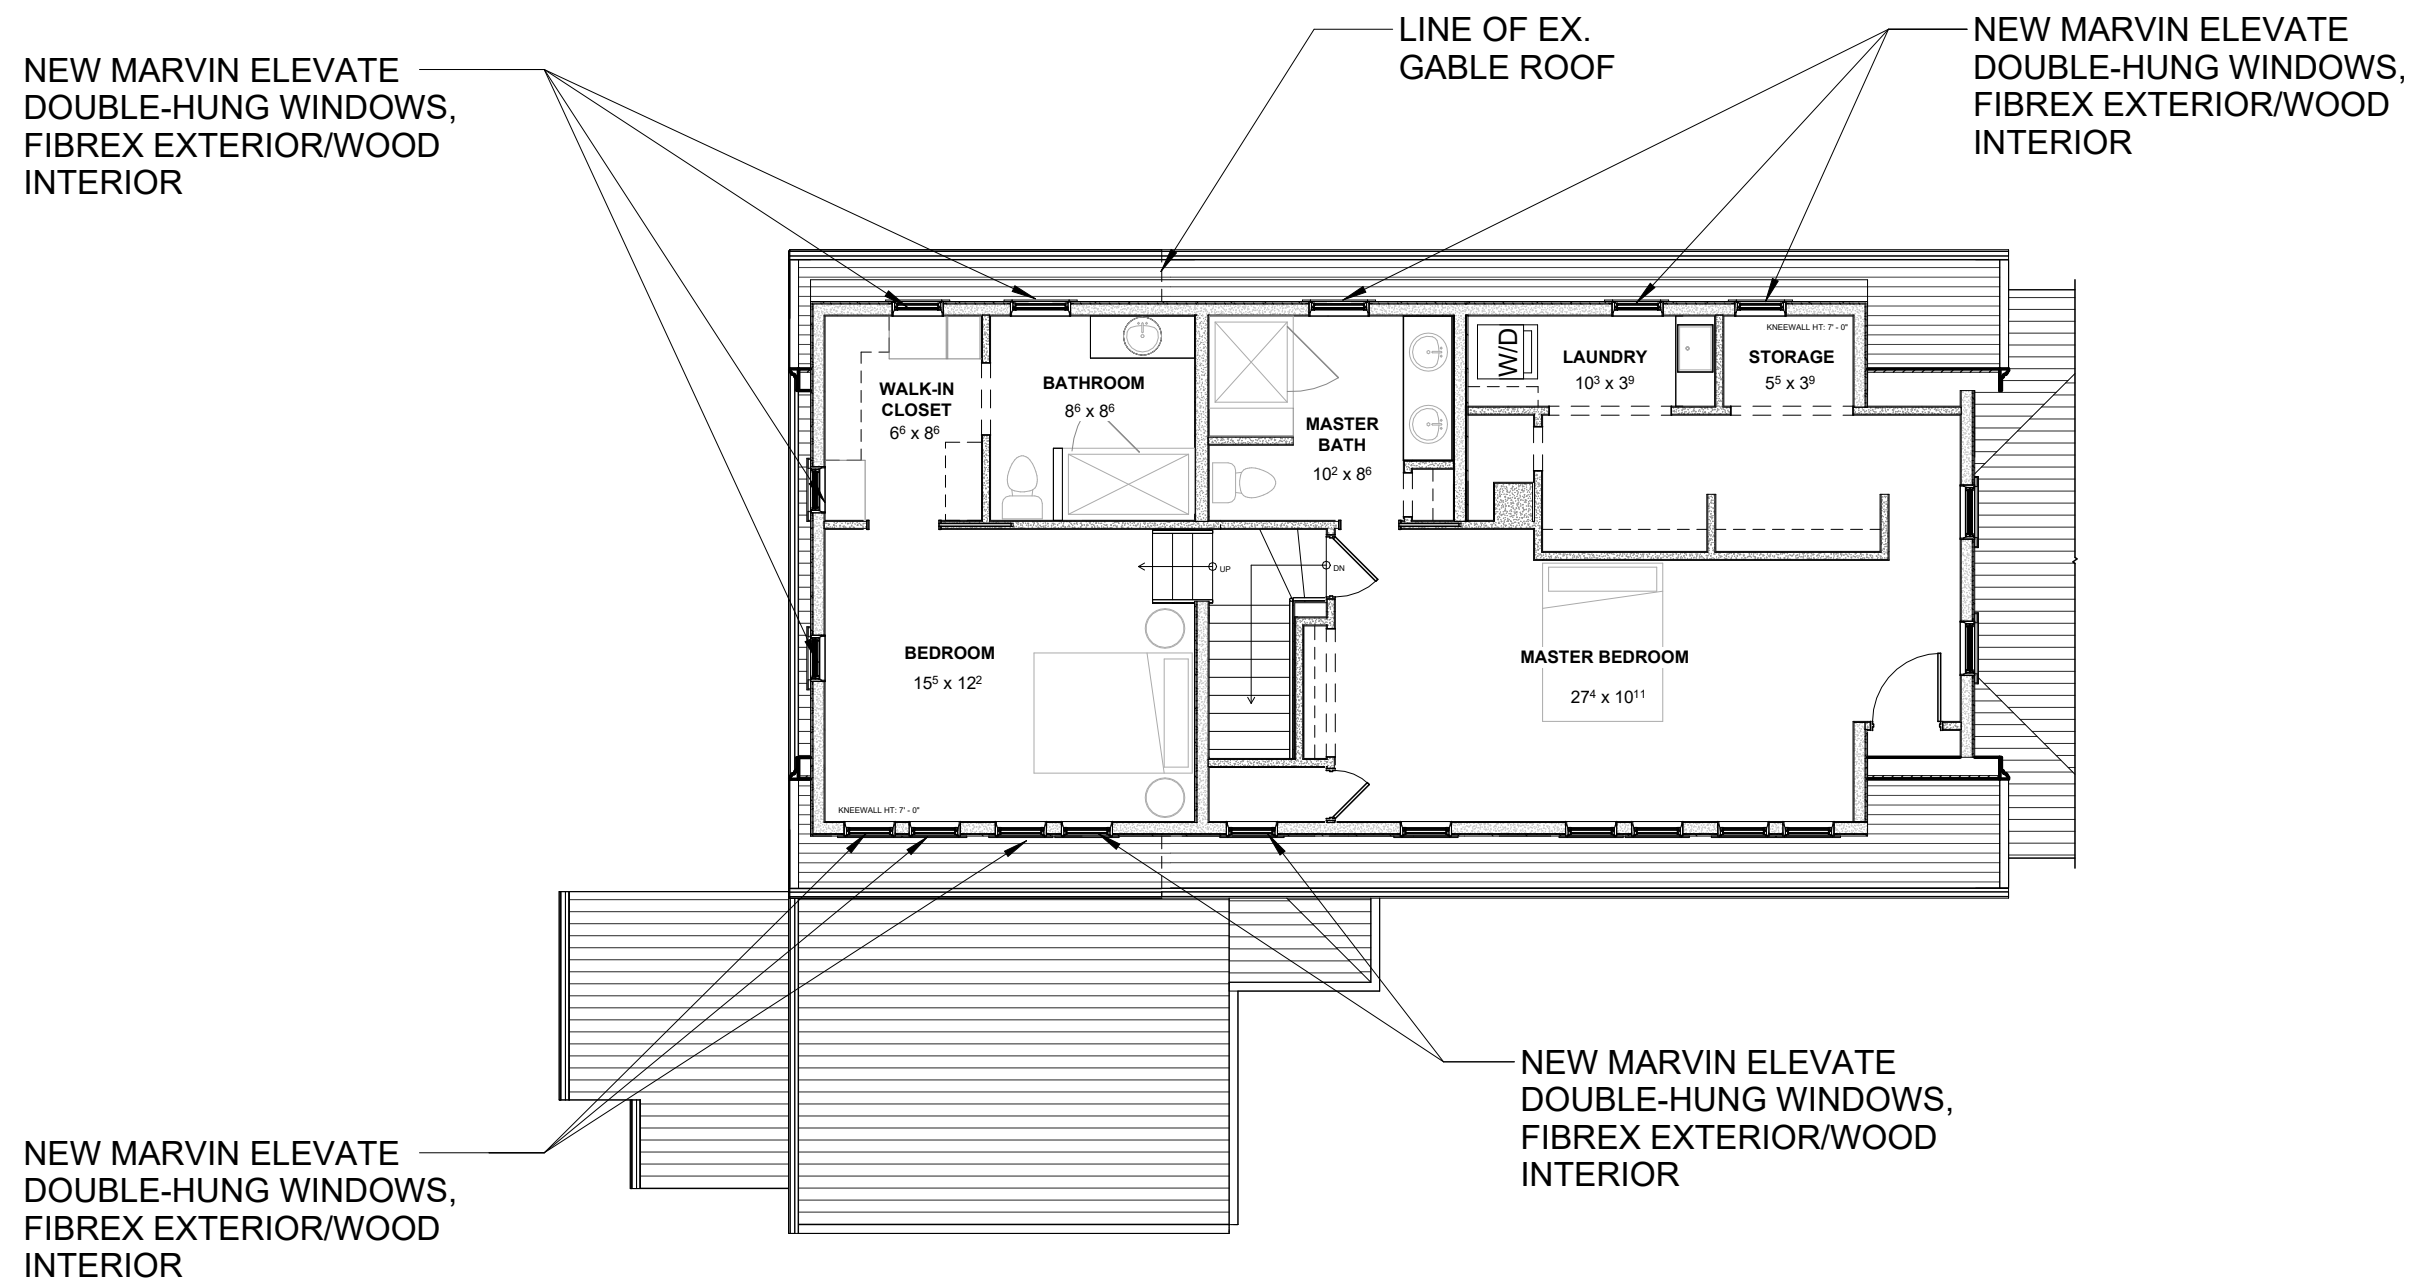 LINE OF EX.
GABLE ROOF
NEW MARVIN ELEVATE
DOUBLE-HUNG WINDOWS,
FIBREX EXTERIOR/WOOD
INTERIOR
NEW MARVIN ELEVATE
DOUBLE-HUNG WINDOWS,
FIBREX EXTERIOR/WOOD
INTERIOR
KNEEWALL HT: 7' - 0"
W/D
LAUNDRY
10³ x 3⁹
STORAGE
5⁵ x 3⁹
WALK-IN
CLOSET
6⁶ x 8⁶
BATHROOM
8⁶ x 8⁶
MASTER
BATH
10² x 8⁶
UP
DN
BEDROOM
15⁵ x 12²
MASTER BEDROOM
27⁴ x 10¹¹
KNEEWALL HT: 7' - 0"
NEW MARVIN ELEVATE
DOUBLE-HUNG WINDOWS,
FIBREX EXTERIOR/WOOD
INTERIOR
NEW MARVIN ELEVATE
DOUBLE-HUNG WINDOWS,
FIBREX EXTERIOR/WOOD
INTERIOR